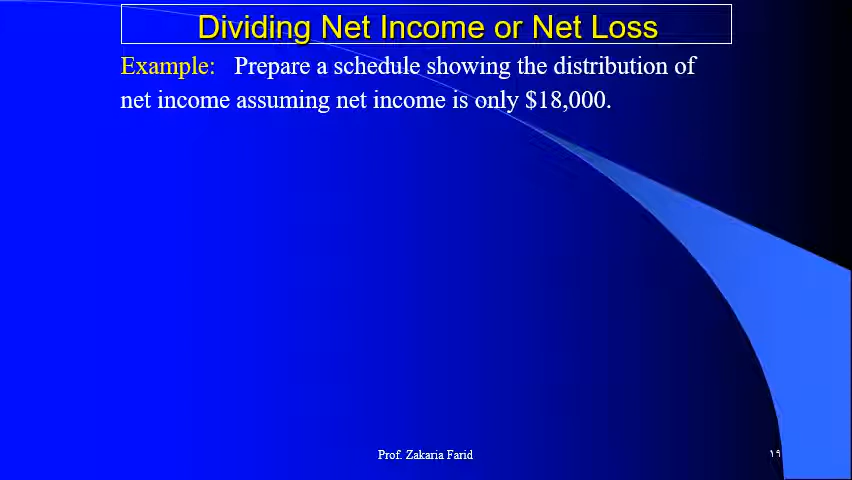 Dividing Net Income or Net Loss
Example: Prepare a schedule showing the distribution of
net income assuming net income is only $18,000.
Prof. Zakaria Farid
١٩